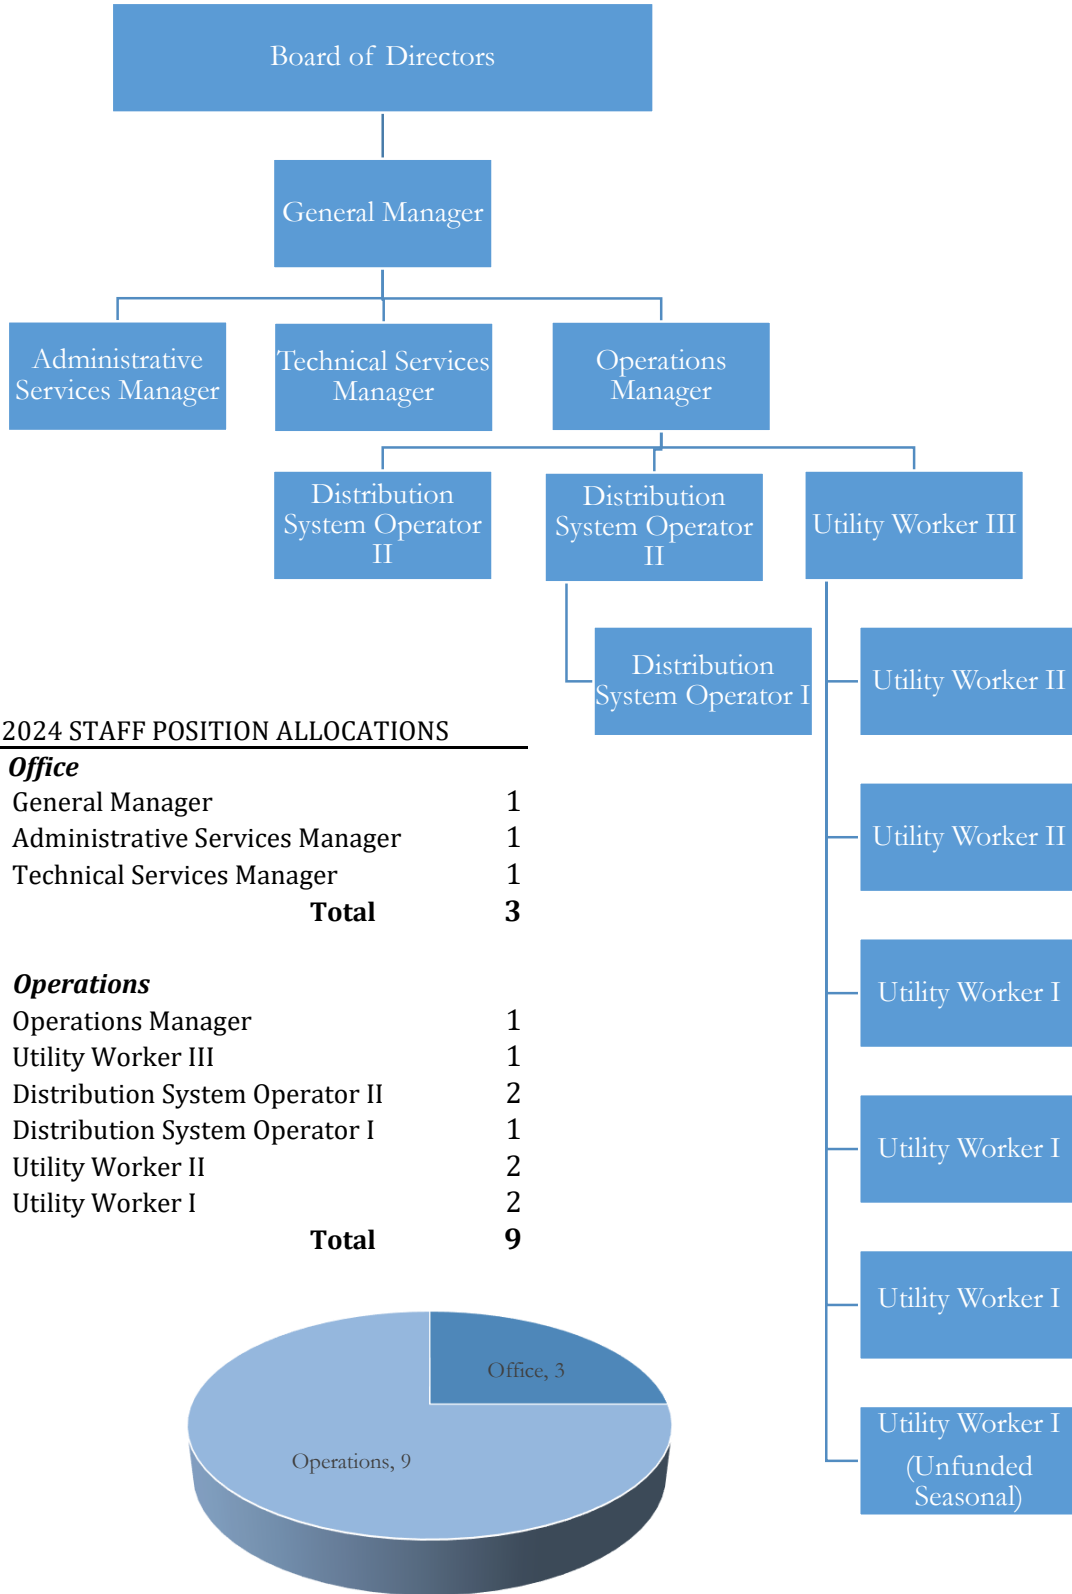 Board of Directors
General Manager
Administrative
Services Manager
Technical Services
Manager
Operations
Manager
Distribution
System Operator
II
Distribution
System Operator
II
Utility Worker III
Distribution
System Operator I
Utility Worker II
Utility Worker II
Utility Worker I
Utility Worker I
Utility Worker I
Utility Worker I
(Unfunded
Seasonal)
2024 STAFF POSITION ALLOCATIONS
Office
General Manager 1
Administrative Services Manager 1
Technical Services Manager 1
Total 3
Operations
Operations Manager 1
Utility Worker III 1
Distribution System Operator II 2
Distribution System Operator I 1
Utility Worker II 2
Utility Worker I 2
Total 9
Office, 3
Operations, 9